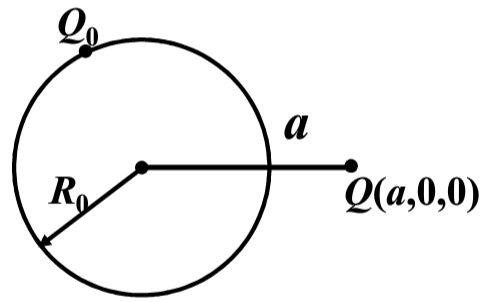 Q₀
a
R₀
Q(a,0,0)